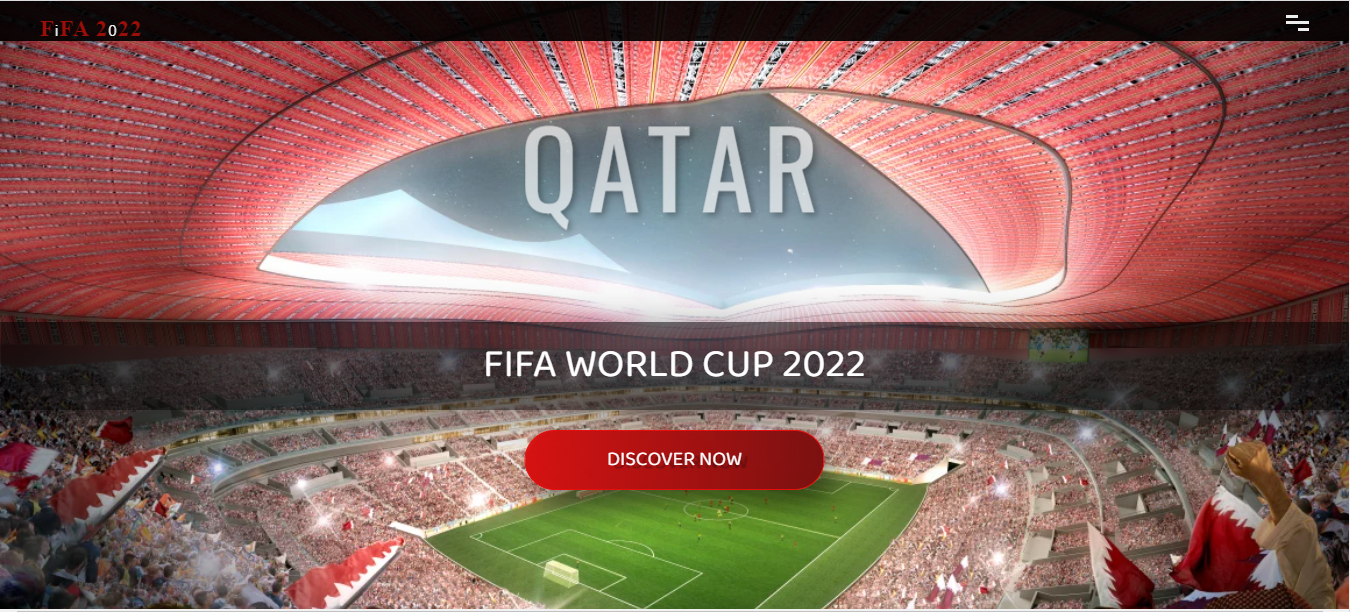 FiFA 2022
QATAR
FIFA WORLD CUP 2022
DISCOVER NOW